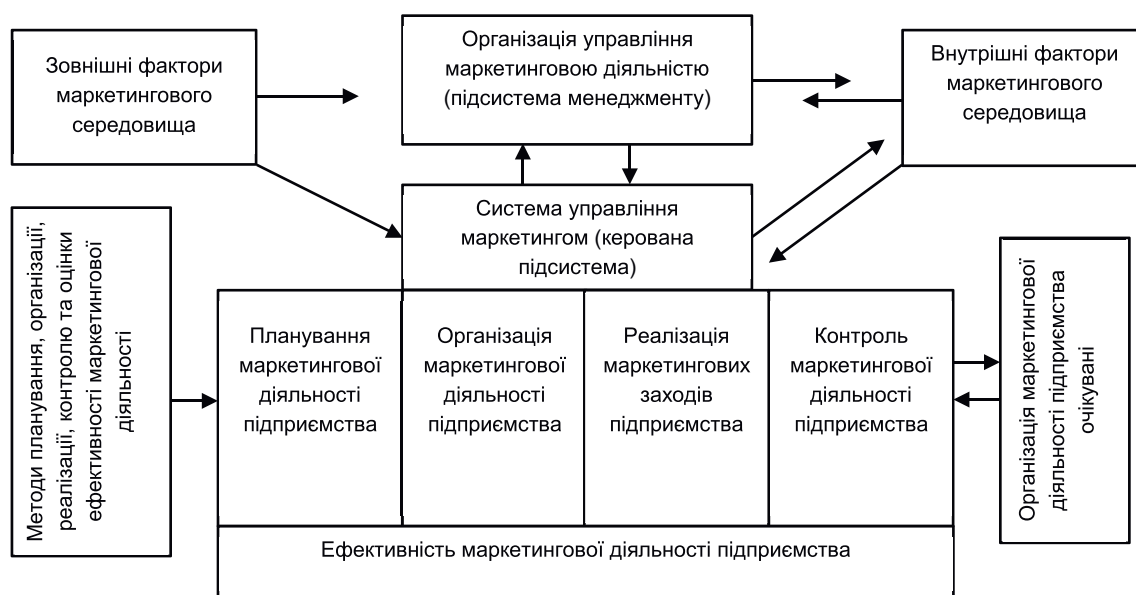 Зовнішні фактори
маркетингового
середовища
Організація управління
маркетинговою діяльністю
(підсистема менеджменту)
Внутрішні фактори
маркетингового
середовища
Система управління
маркетингом (керована
підсистема)
Методи планування, організації,
реалізації, контролю та оцінки
ефективності маркетингової
діяльності
Планування
маркетингової
діяльності
підприємства
Організація
маркетингової
діяльності
підприємства
Реалізація
маркетингових
заходів
підприємства
Контроль
маркетингової
діяльності
підприємства
Організація маркетингової
діяльності підприємства
очікувані
Ефективність маркетингової діяльності підприємства